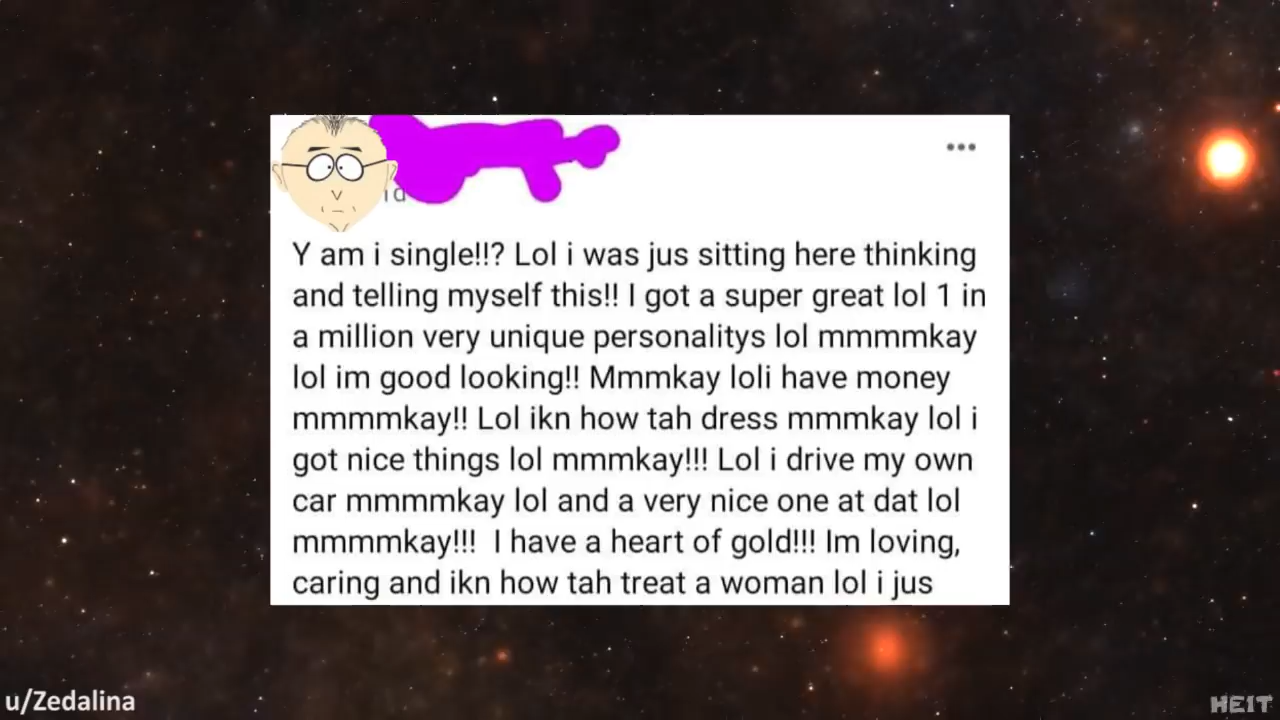 1d
Y am i single!!? Lol i was jus sitting here thinking
and telling myself this!! I got a super great lol 1 in
a million very unique personalitys lol mmmmkay
lol im good looking!! Mmmkay loli have money
mmmmkay!! Lol ikn how tah dress mmmkay lol i
got nice things lol mmmkay!!! Lol i drive my own
car mmmmkay lol and a very nice one at dat lol
mmmmkay!!!  I have a heart of gold!!! Im loving,
caring and ikn how tah treat a woman lol i jus
u/Zedalina
HEIT